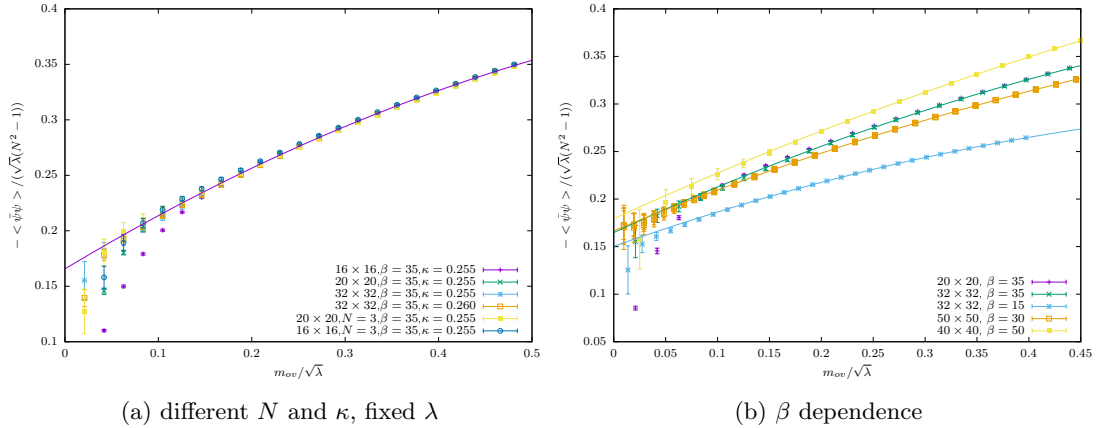 0.4
0.35
0.3
0.25
0.2
0.15
0.1
0 0.1 0.2 0.3 0.4 0.5
− < ψ̄ψ > /(√λ(N² − 1))
m_ov/√λ
16 × 16,β = 35,κ = 0.255
20 × 20,β = 35,κ = 0.255
32 × 32,β = 35,κ = 0.255
32 × 32,β = 35,κ = 0.260
20 × 20,N = 3,β = 35,κ = 0.255
16 × 16,N = 3,β = 35,κ = 0.255
(a) different N and κ, fixed λ
0.4
0.35
0.3
0.25
0.2
0.15
0.1
0.05
0 0.05 0.1 0.15 0.2 0.25 0.3 0.35 0.4 0.45
− < ψ̄ψ > /(√λ(N² − 1))
m_ov/√λ
20 × 20, β = 35
32 × 32, β = 35
32 × 32, β = 15
50 × 50, β = 30
40 × 40, β = 50
(b) β dependence